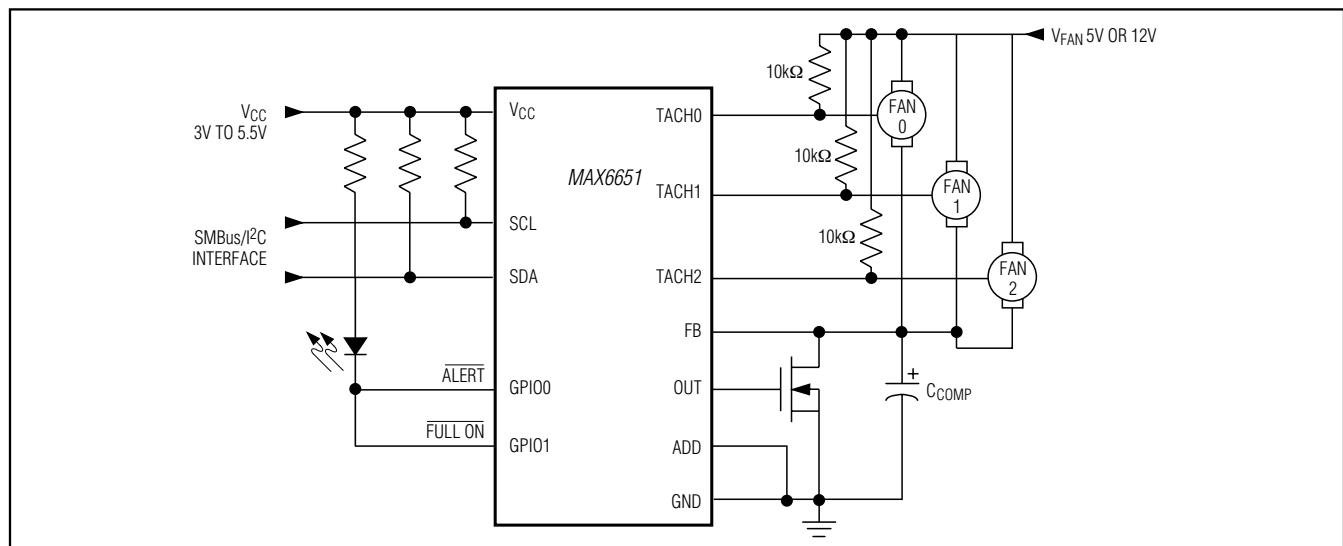 V_FAN 5V OR 12V
10kΩ
V_CC
3V TO 5.5V
V_CC
TACH0
FAN
0
MAX6651
10kΩ
TACH1
FAN
1
SCL
SMBus/I²C
INTERFACE
10kΩ
SDA
TACH2
FAN
2
FB
ALERT
GPIO0
OUT
+
C_COMP
FULL ON
GPIO1
ADD
GND